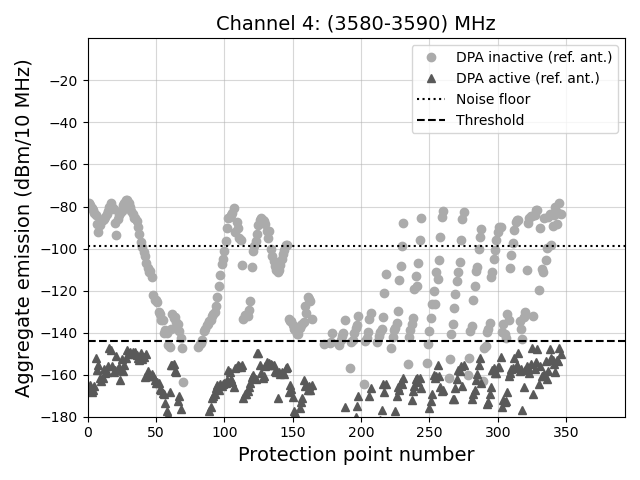 Channel 4: (3580-3590) MHz
DPA inactive (ref. ant.)
DPA active (ref. ant.)
Noise floor
Threshold
Aggregate emission (dBm/10 MHz)
−20
−40
−60
−80
−100
−120
−140
−160
−180
0 50 100 150 200 250 300 350
Protection point number